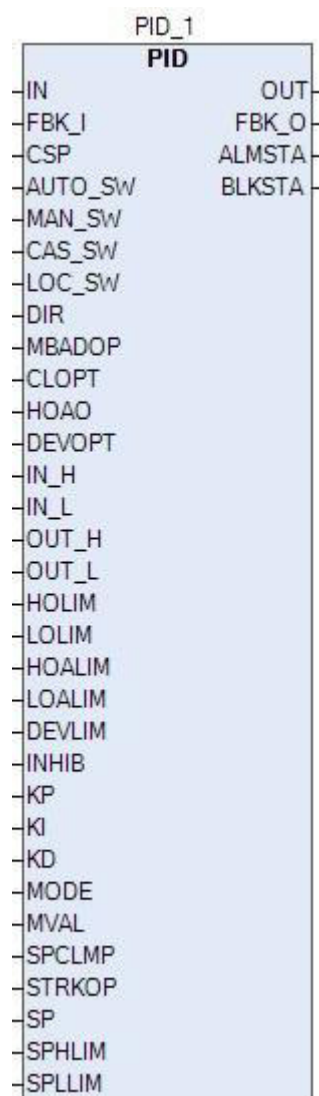 PID_1
PID
IN OUT
FBK_I FBK_O
CSP ALMSTA
AUTO_SW BLKSTA
MAN_SW
CAS_SW
LOC_SW
DIR
MBADOP
CLOPT
HOAO
DEVOPT
IN_H
IN_L
OUT_H
OUT_L
HOLIM
LOLIM
HOALIM
LOALIM
DEVLIM
INHIB
KP
KI
KD
MODE
MVAL
SPCLMP
STRKOP
SP
SPHLIM
SPLLIM